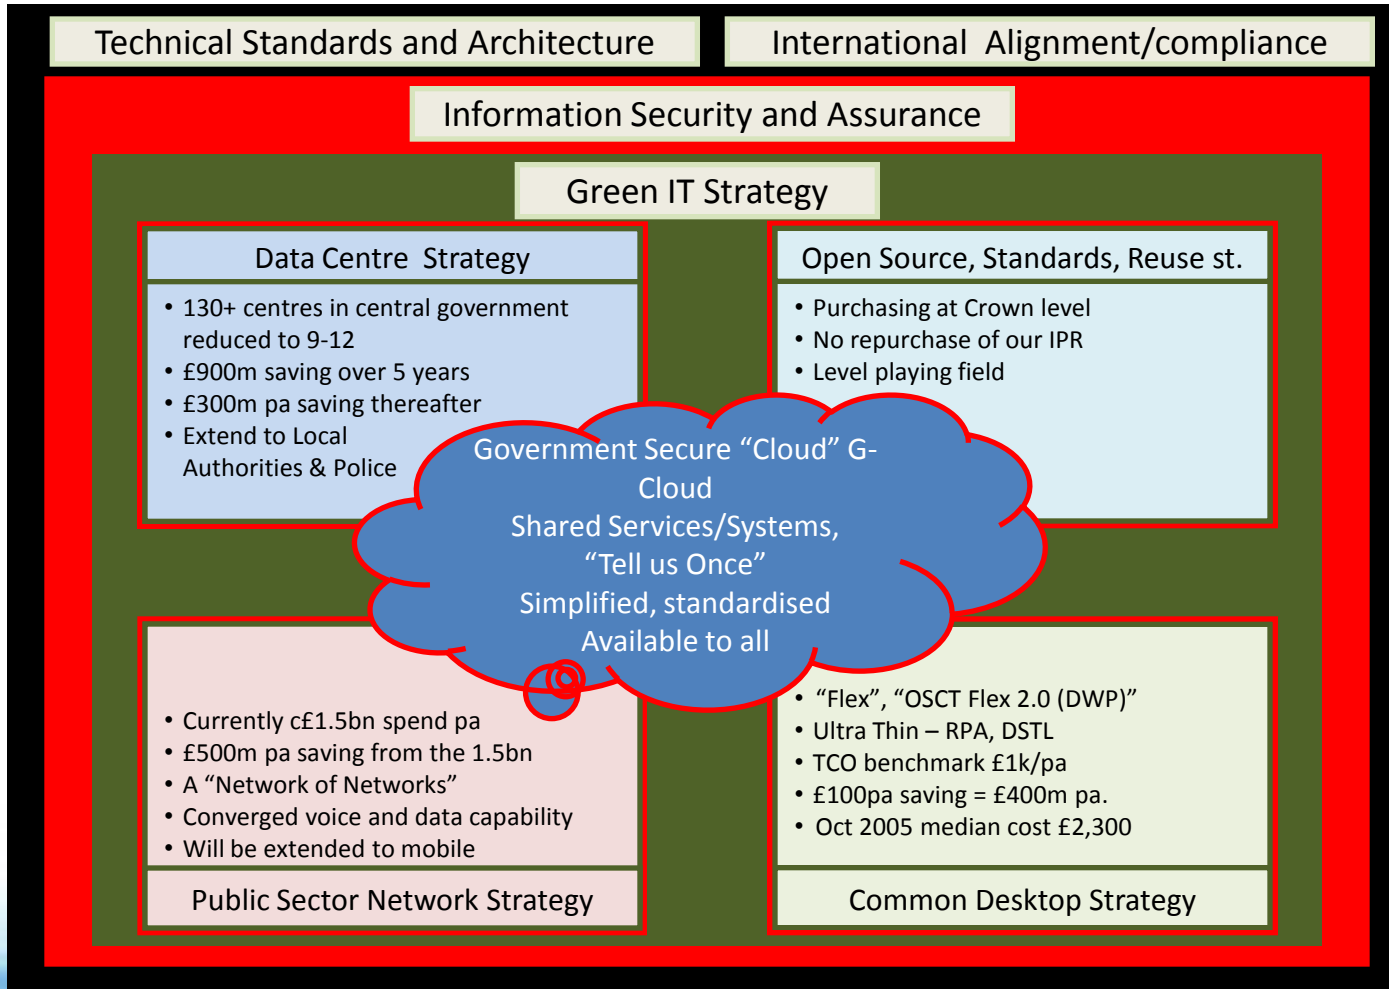 Technical Standards and Architecture
International Alignment/compliance
Information Security and Assurance
Green IT Strategy
Data Centre Strategy
• 130+ centres in central government
reduced to 9-12
• £900m saving over 5 years
• £300m pa saving thereafter
• Extend to Local
Authorities & Police
Open Source, Standards, Reuse st.
• Purchasing at Crown level
• No repurchase of our IPR
• Level playing field
Government Secure “Cloud” G-
Cloud
Shared Services/Systems,
“Tell us Once”
Simplified, standardised
Available to all
• Currently c£1.5bn spend pa
• £500m pa saving from the 1.5bn
• A “Network of Networks”
• Converged voice and data capability
• Will be extended to mobile
Public Sector Network Strategy
• “Flex”, “OSCT Flex 2.0 (DWP)”
• Ultra Thin – RPA, DSTL
• TCO benchmark £1k/pa
• £100pa saving = £400m pa.
• Oct 2005 median cost £2,300
Common Desktop Strategy